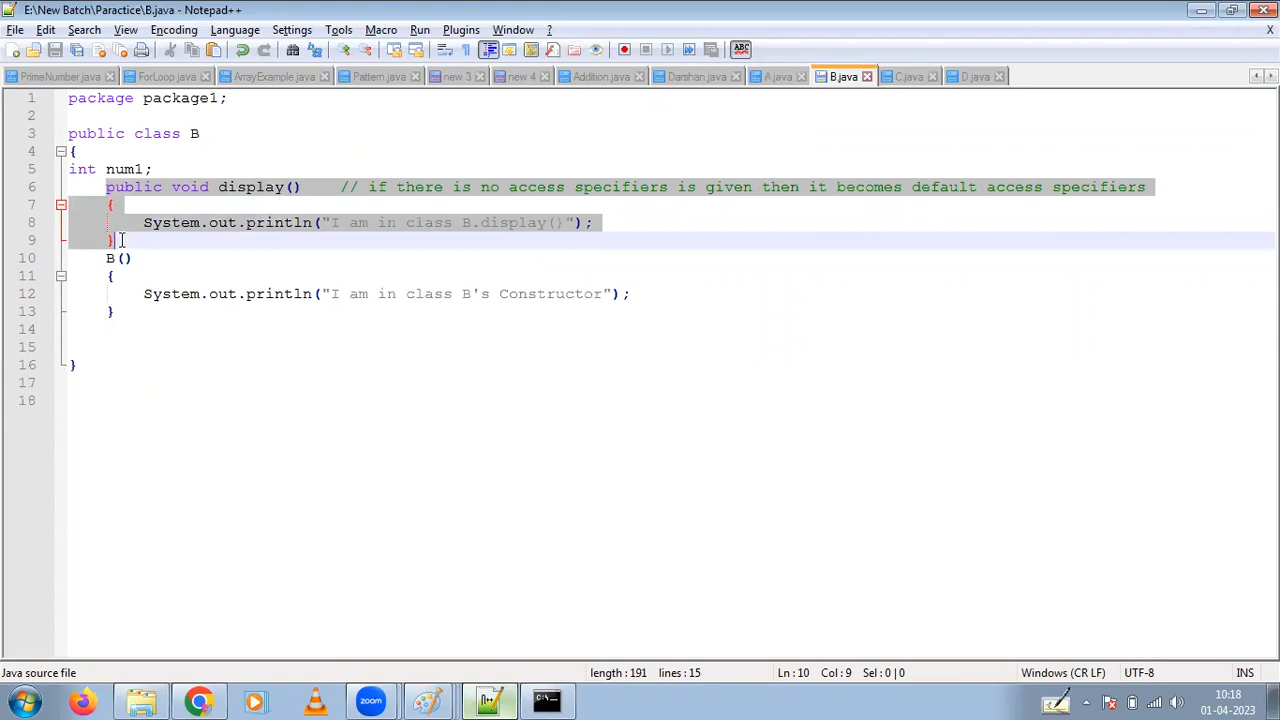 E:\New Batch\Paractice\B.java - Notepad++
File Edit Search View Encoding Language Settings Tools Macro Run Plugins Window ? X
PrimeNumber.java ForLoop.java ArrayExample.java Pattern.java new 3 new 4 Addition.java Darshan.java A.java B.java C.java D.java
1 package package1;
2
3 public class B
4 {
5 int num1;
6 public void display() // if there is no access specifiers is given then it becomes default access specifiers
7 {
8 System.out.println("I am in class B.display()");
9 }
10 B()
11 {
12 System.out.println("I am in class B's Constructor");
13 }
14
15
16 }
17
18
Java source file length : 191 lines : 15 Ln : 10 Col : 9 Sel : 0 | 0 Windows (CR LF) UTF-8 INS
zoom
10:18
01-04-2023